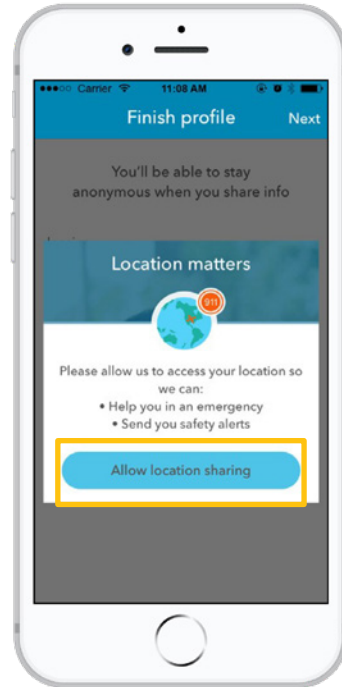 Carrier 11:08 AM
Finish profile Next
You'll be able to stay
anonymous when you share info
Location matters
911
Please allow us to access your location so
we can:
• Help you in an emergency
• Send you safety alerts
Allow location sharing